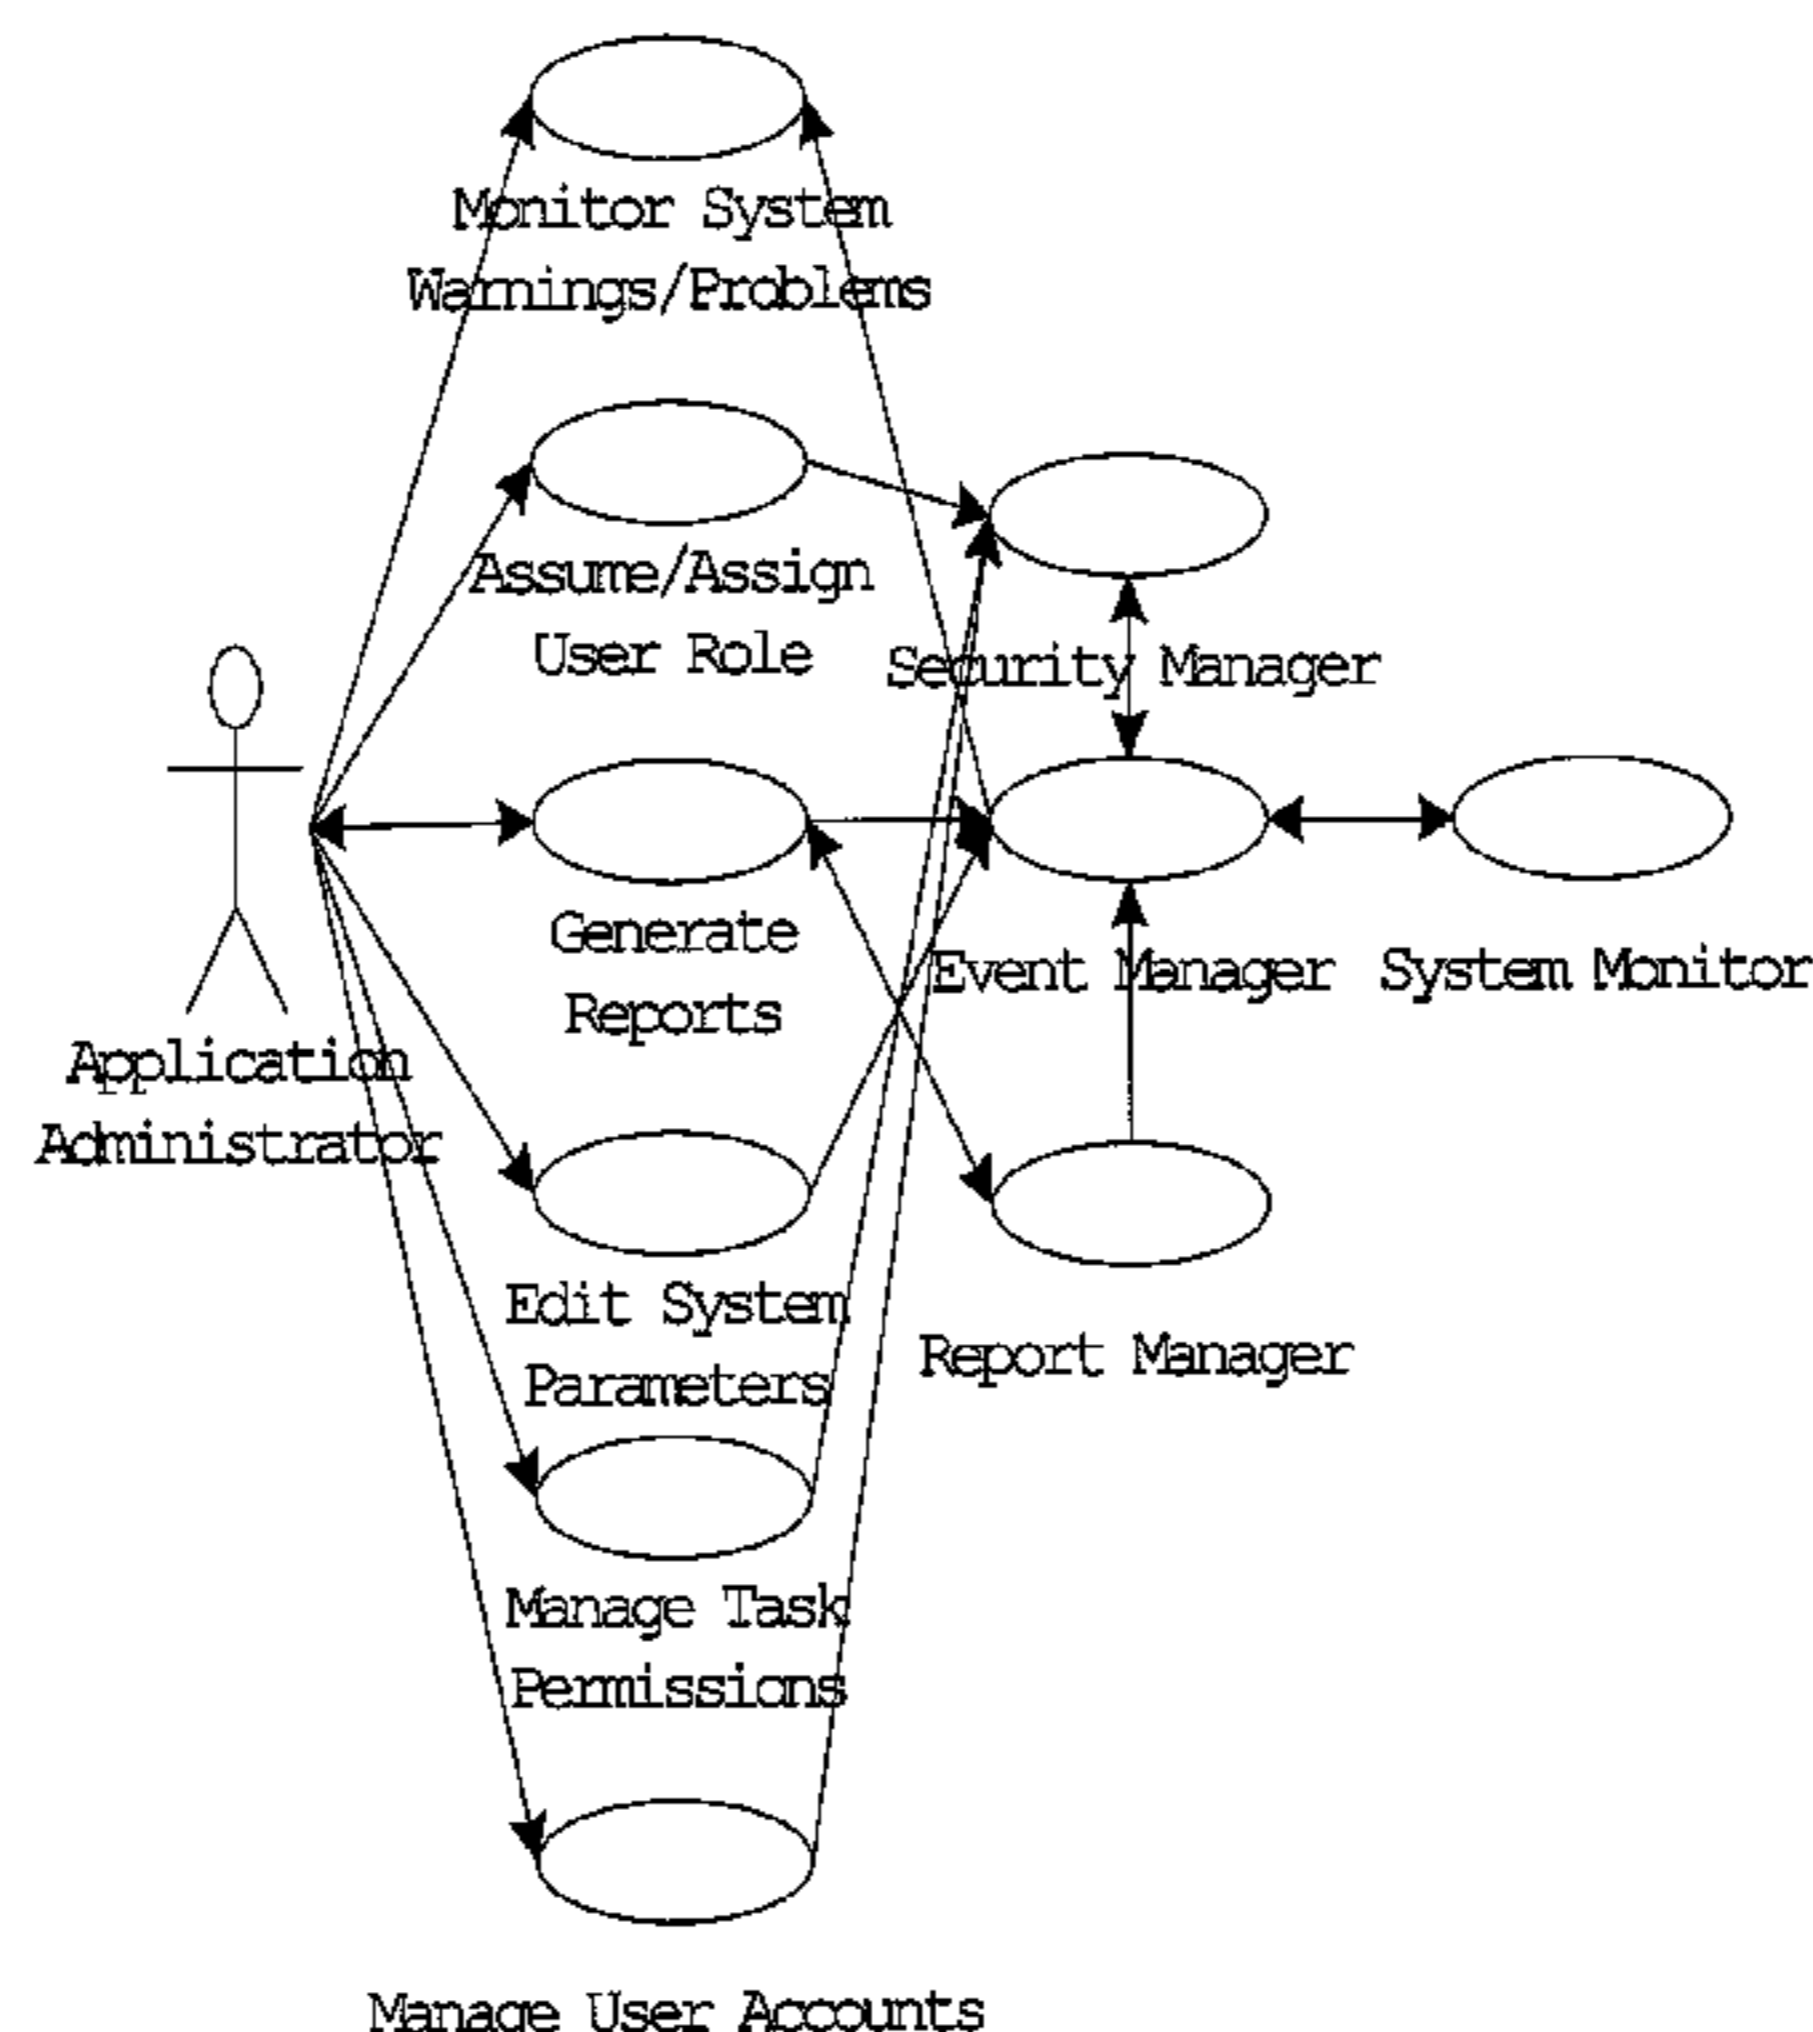 Monitor System
Warnings/Problems
Assume/Assign
User Role
Security Manager
Generate
Reports
Event Manager
System Monitor
Application
Administrator
Edit System
Parameters
Report Manager
Manage Task
Permissions
Manage User Accounts